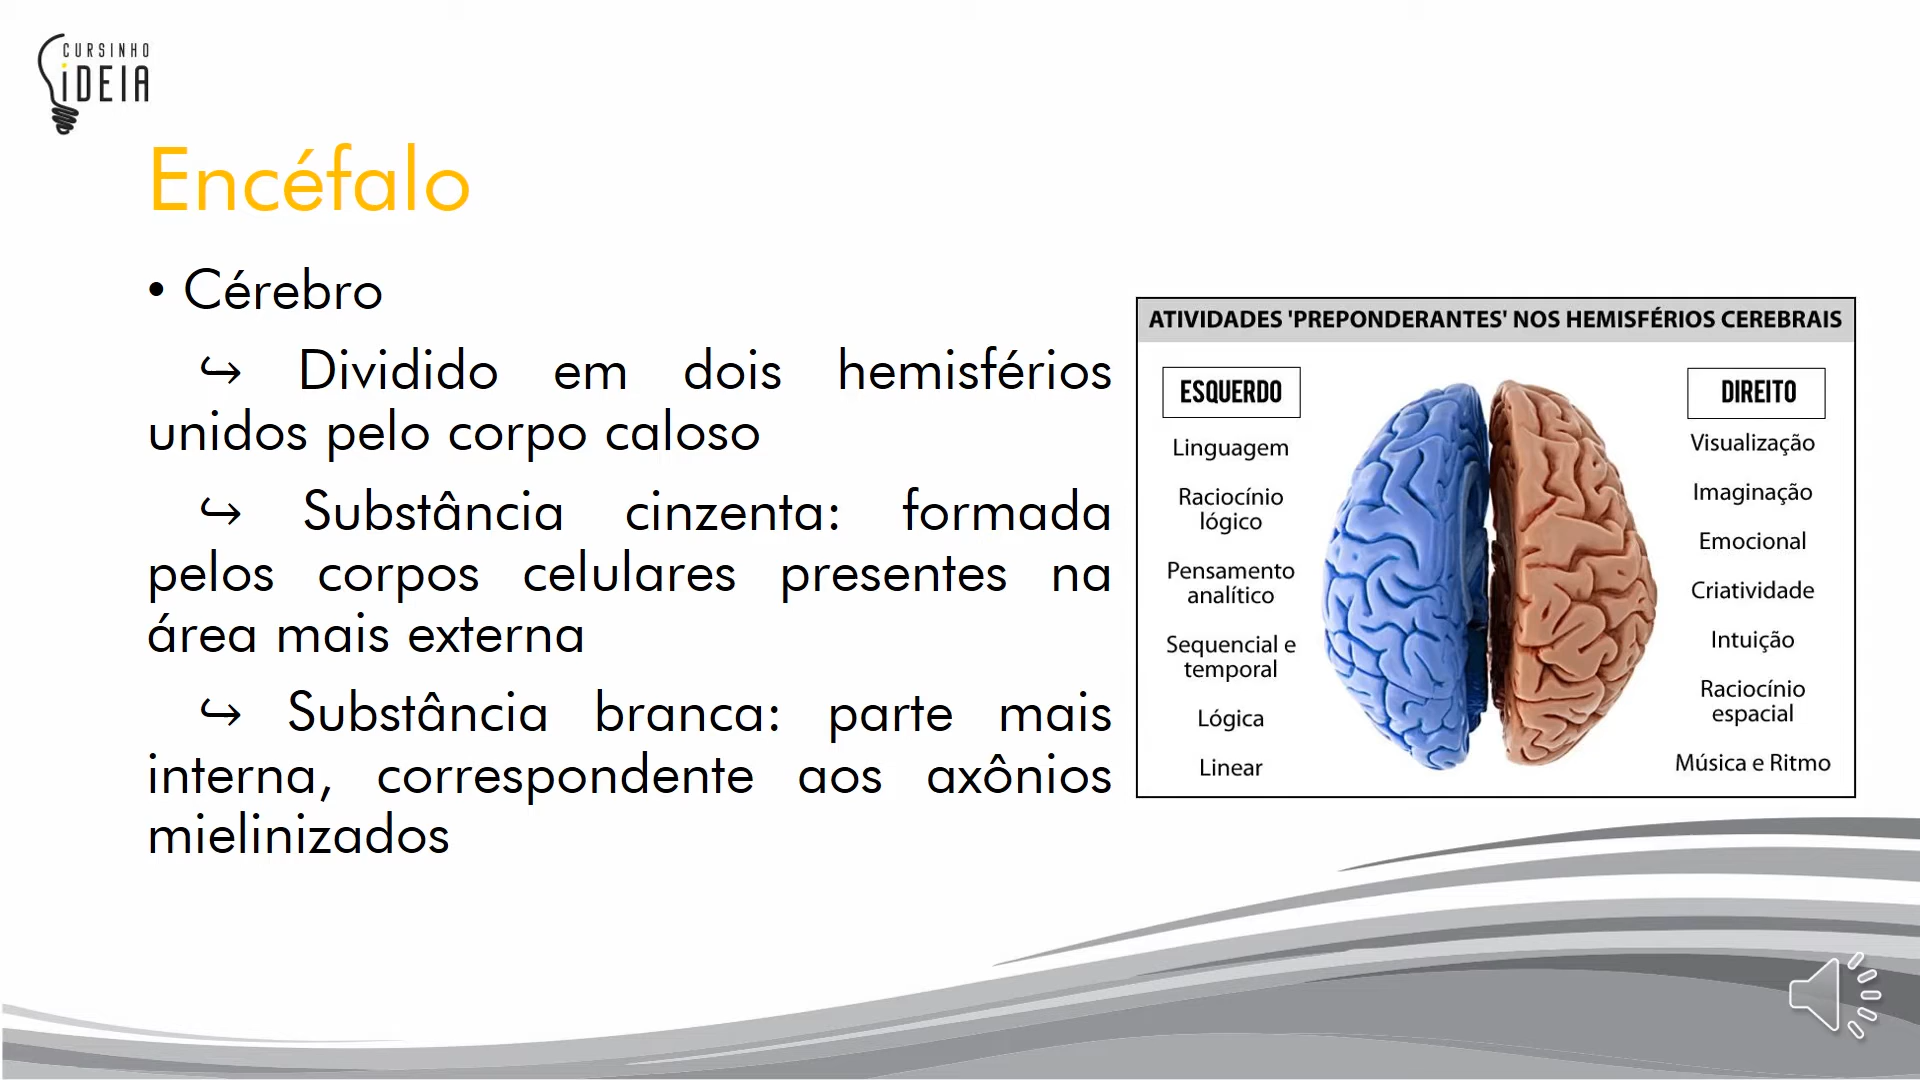 CURSINHO
iDEIA
Encéfalo
• Cérebro
↪ Dividido em dois hemisférios
unidos pelo corpo caloso
↪ Substância cinzenta: formada
pelos corpos celulares presentes na
área mais externa
↪ Substância branca: parte mais
interna, correspondente aos axônios
mielinizados
ATIVIDADES 'PREPONDERANTES' NOS HEMISFÉRIOS CEREBRAIS
ESQUERDO
Linguagem
Raciocínio
lógico
Pensamento
analítico
Sequencial e
temporal
Lógica
Linear
DIREITO
Visualização
Imaginação
Emocional
Criatividade
Intuição
Raciocínio
espacial
Música e Ritmo